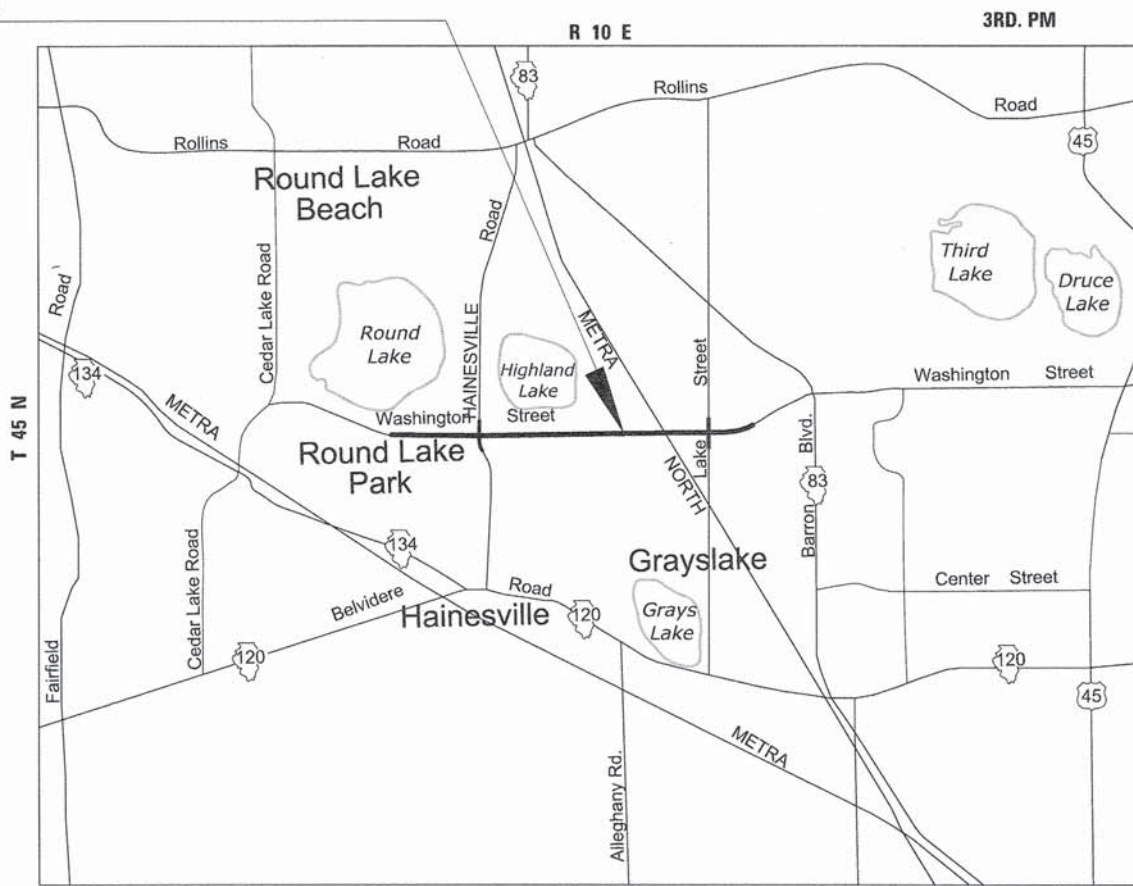 R 10 E
3RD. PM
T 45 N
83
Rollins
Road
Rollins
Road
45
Round Lake
Beach
Road
Cedar Lake Road
Road
HAINESVILLE
Round
Lake
Highland
Lake
METRA
Third
Lake
Druce
Lake
134
METRA
Street
Lake
Washington
Street
Washington
Street
Round Lake
Park
NORTH
Blvd.
Barron
83
Cedar Lake Road
134
Grayslake
Belvidere
Road
Hainesville
120
Grays
Lake
Center
Street
Fairfield
120
120
45
METRA
Alleghany Rd.